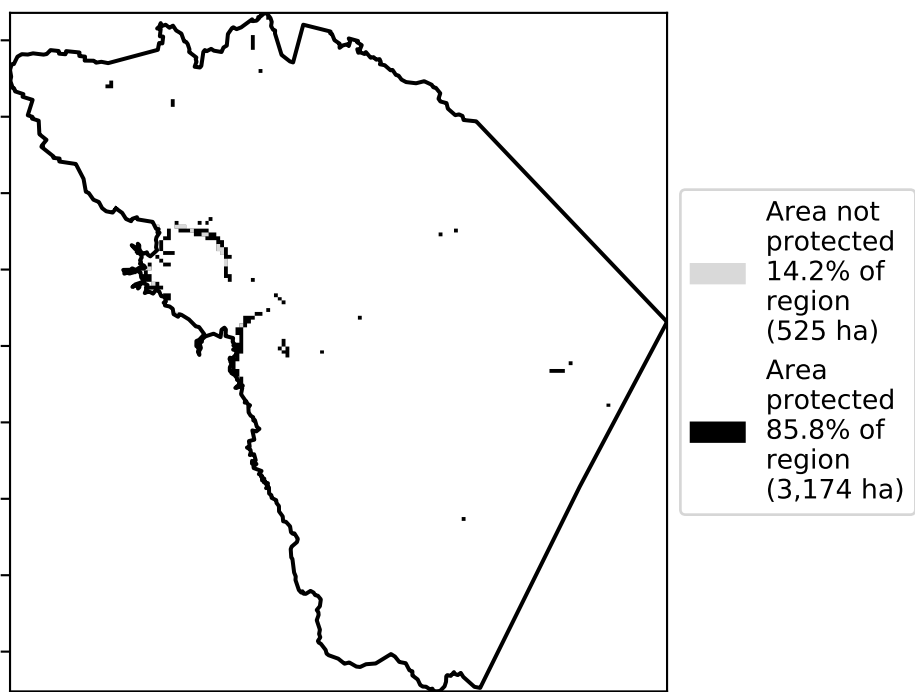 Area not
protected
14.2% of
region
(525 ha)
Area
protected
85.8% of
region
(3,174 ha)